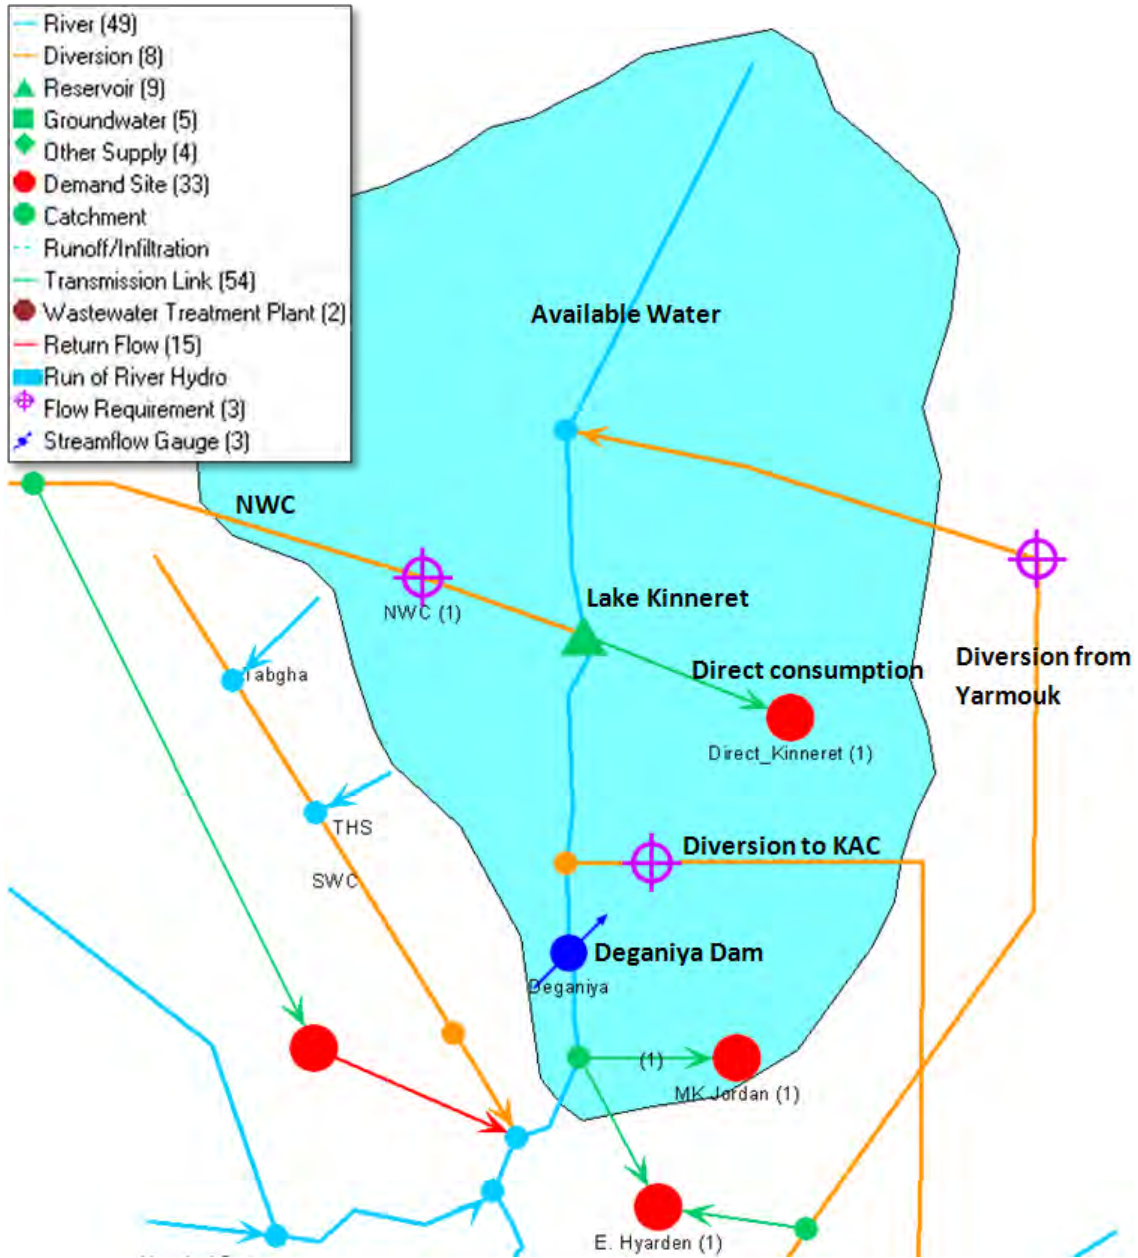 River (49)
Diversion (8)
Reservoir (9)
Groundwater (5)
Other Supply (4)
Demand Site (33)
Catchment
Runoff/Infiltration
Transmission Link (54)
Wastewater Treatment Plant (2)
Return Flow (15)
Run of River Hydro
Flow Requirement (3)
Streamflow Gauge (3)
Available Water
NWC
NWC (1)
Lake Kinneret
Tabgha
Direct consumption
Diversion from
Yarmouk
Direct_Kinneret (1)
THS
SWC
Diversion to KAC
Deganiya Dam
Deganiya
(1)
MK Jordan (1)
E. Hyarden (1)